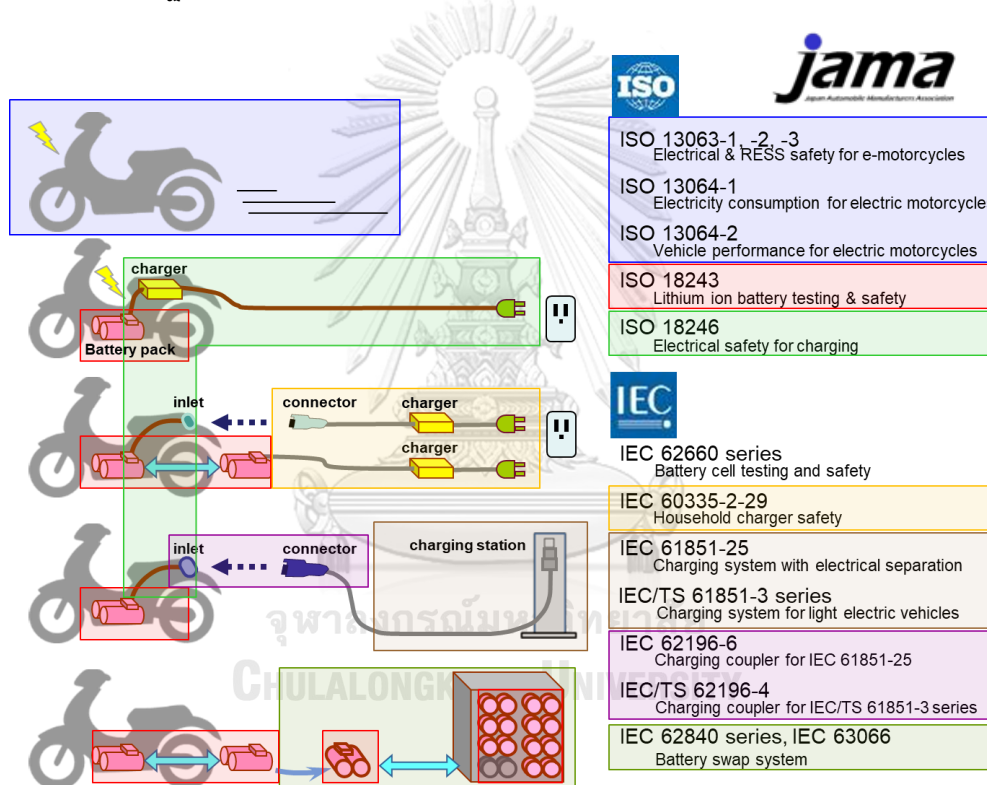 jama
Japan Automobile Manufacturers Association
ISO
ISO 13063-1, -2, -3
Electrical & RESS safety for e-motorcycles
ISO 13064-1
Electricity consumption for electric motorcycle
ISO 13064-2
Vehicle performance for electric motorcycles
ISO 18243
Lithium ion battery testing & safety
ISO 18246
Electrical safety for charging
charger
Battery pack
inlet
connector
charger
charger
IEC
IEC 62660 series
Battery cell testing and safety
IEC 60335-2-29
Household charger safety
IEC 61851-25
Charging system with electrical separation
IEC/TS 61851-3 series
Charging system for light electric vehicles
inlet
connector
charging station
IEC 62196-6
Charging coupler for IEC 61851-25
IEC/TS 62196-4
Charging coupler for IEC/TS 61851-3 series
IEC 62840 series, IEC 63066
Battery swap system
จุฬาลงกรณ์มหาวิทยาลัย
CHULALONGKORN UNIVERSITY